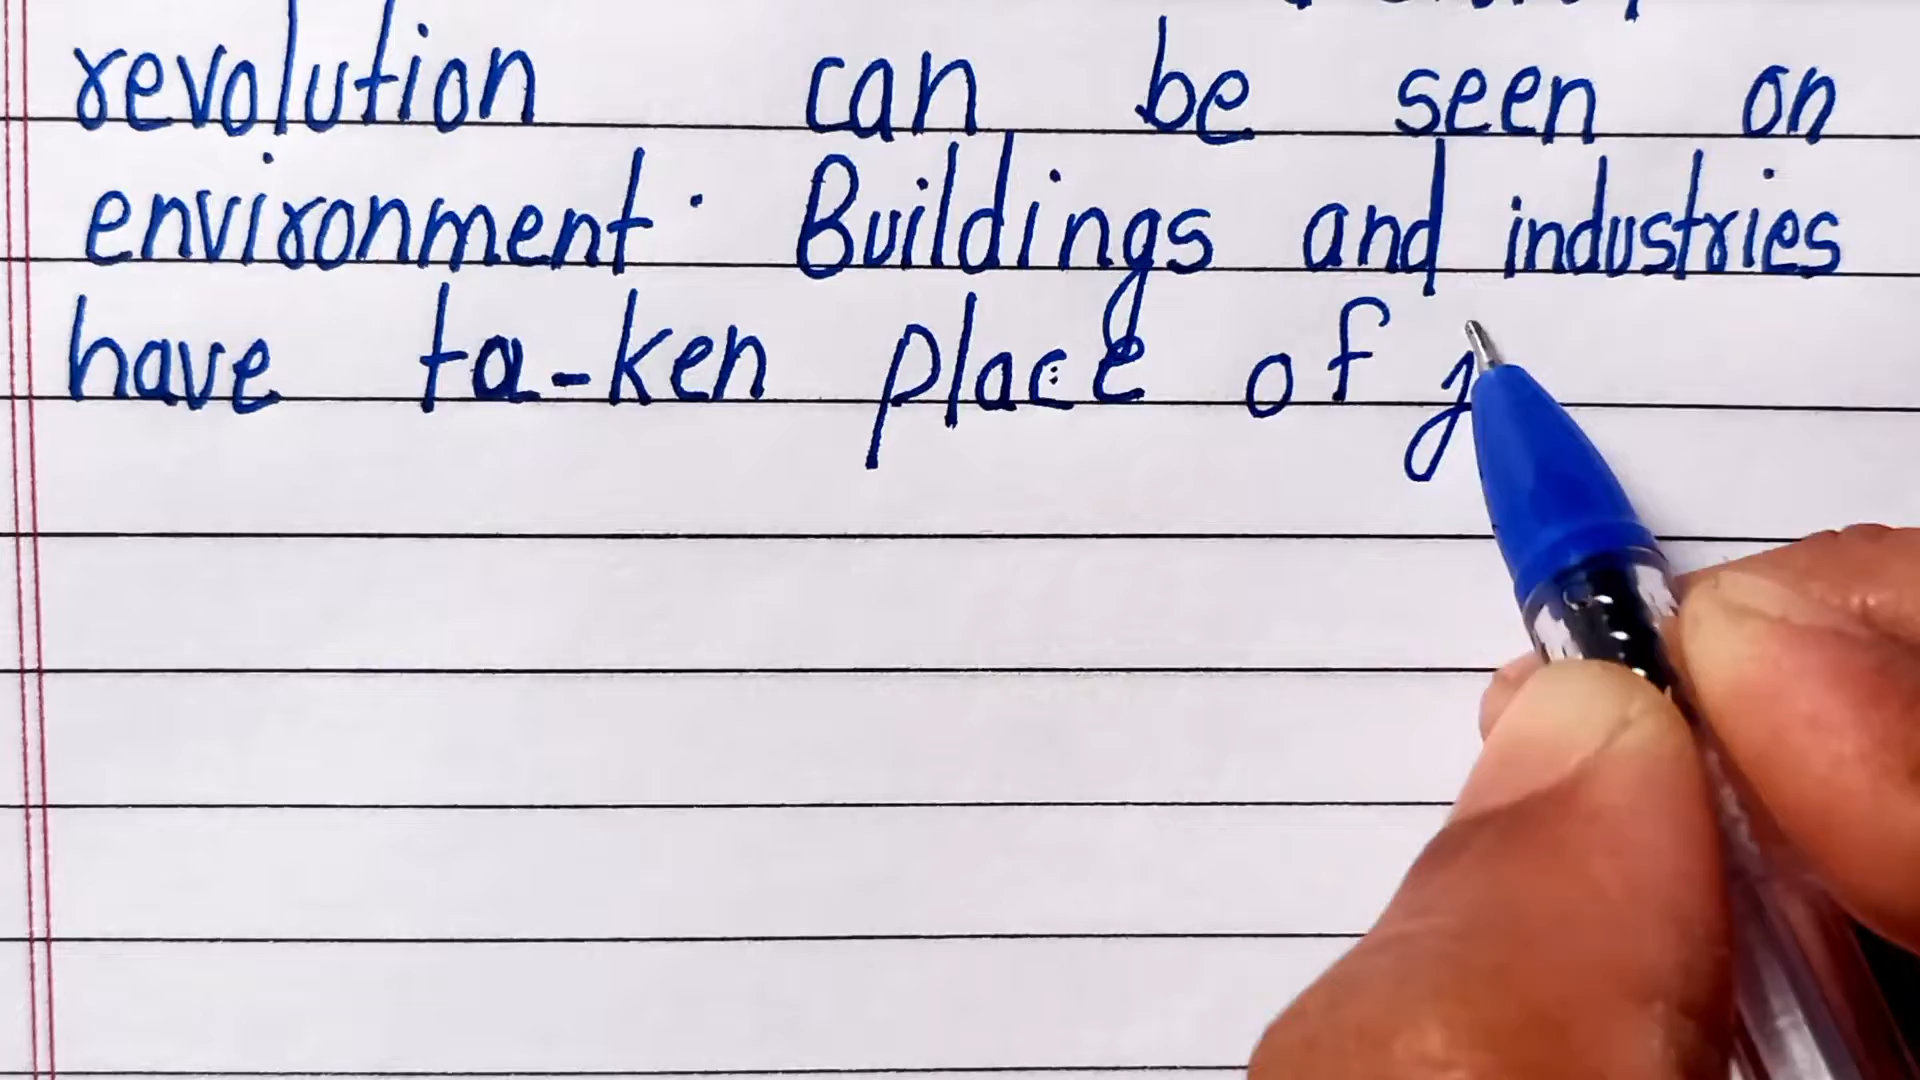 revolution can be seen on
environment. Buildings and industries
have ta-ken place of